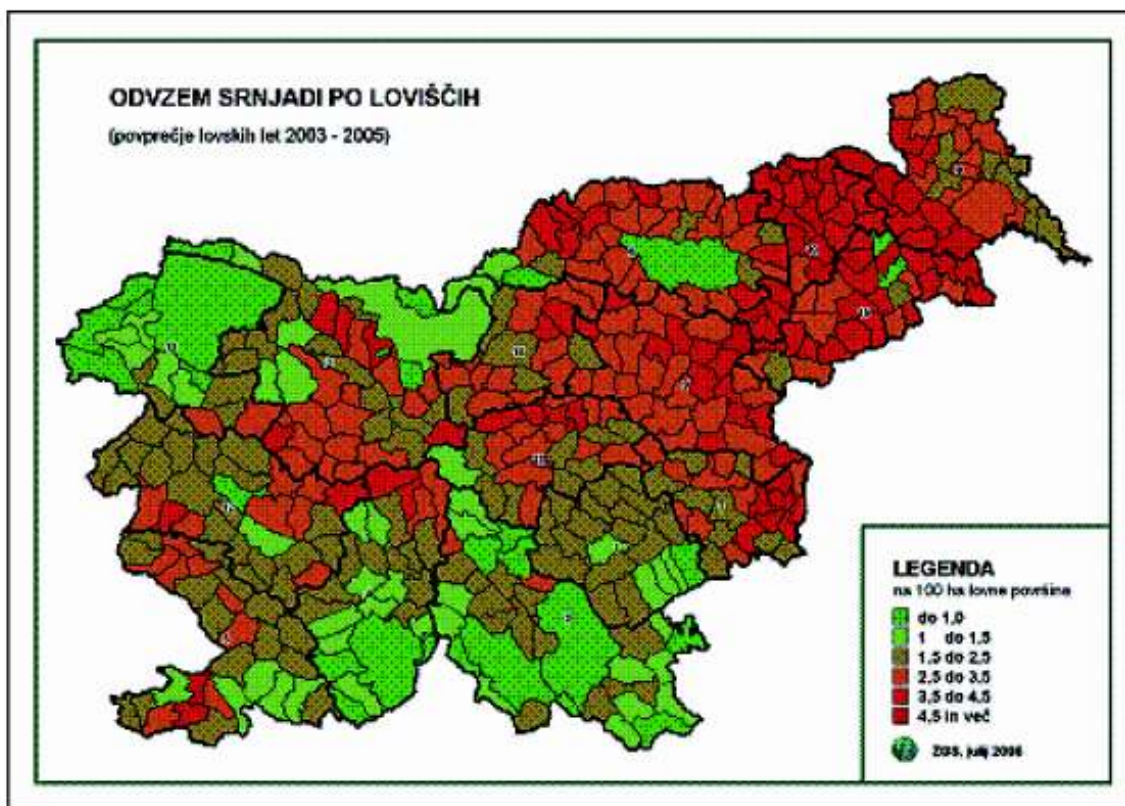 ODVZEM SRNJADI PO LOVIŠČIH
(povprečje lovskih let 2003 - 2005)
LEGENDA
na 100 ha lovne površine
do 1,0
1 do 1,5
1,5 do 2,5
2,5 do 3,5
3,5 do 4,5
4,5 in več
ZGS, julij 2006